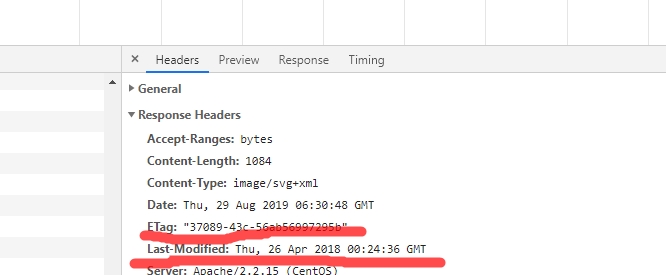 Headers Preview Response Timing
General
Response Headers
Accept-Ranges: bytes
Content-Length: 1084
Content-Type: image/svg+xml
Date: Thu, 29 Aug 2019 06:30:48 GMT
ETag: "37089-43c-56ab56997295b"
Last-Modified: Thu, 26 Apr 2018 00:24:36 GMT
Server: Apache/2.2.15 (CentOS)